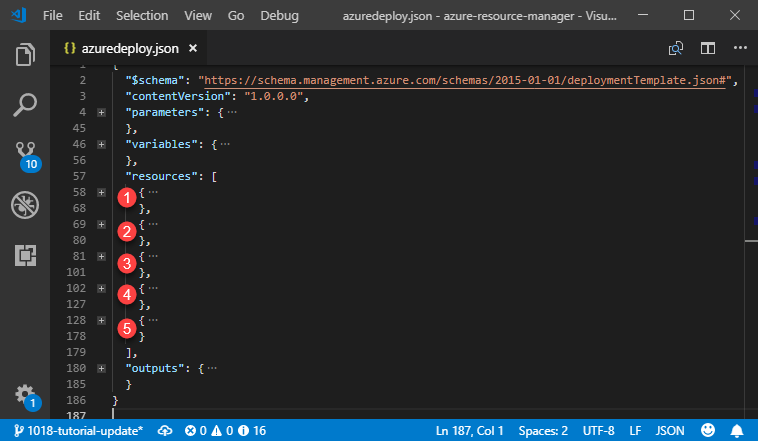 File Edit View Go Debug azuredeploy.json - azure-resource-manager - Visu...
{ } azuredeploy.json ×
1 {
2 "$schema": "https://schema.management.azure.com/schemas/2015-01-01/deploymentTemplate.json#",
3 "contentVersion": "1.0.0.0",
4 "parameters": { ...
45 },
46 "variables": { ...
56 },
57 "resources": [
58 { ...
1
68 },
69 { ...
2
80 },
81 { ...
3
101 },
102 { ...
4
127 },
128 { ...
5
178 }
179 ],
180 "outputs": { ...
185 }
186 }
187
10
1
1018-tutorial-update* 0 0 16 Ln 187, Col 1 Spaces: 2 UTF-8 LF JSON 1